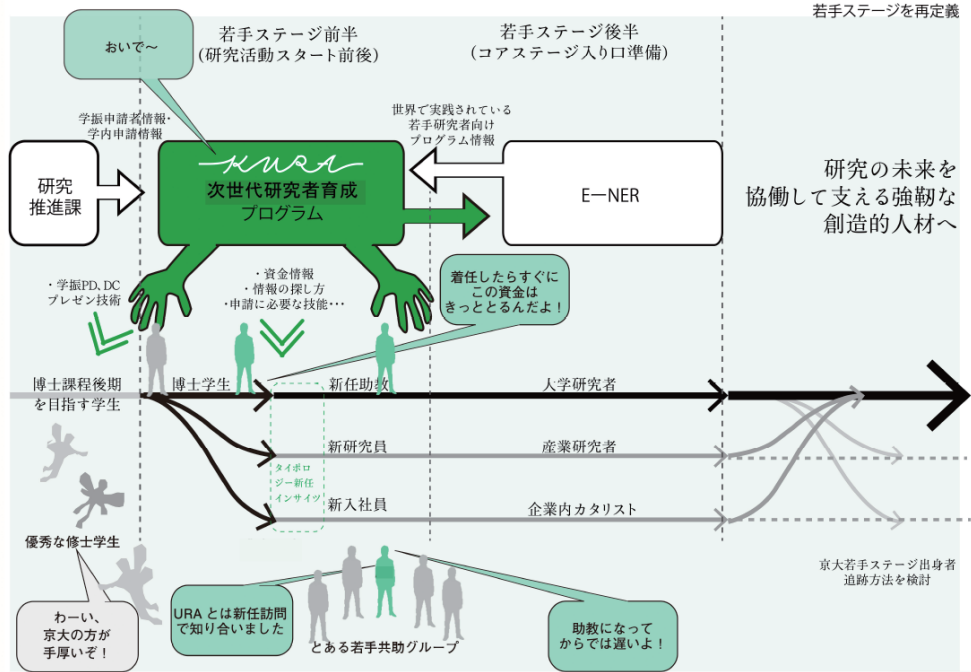 若手ステージを再定義
おいで〜
若手ステージ前半
(研究活動スタート前後)
若手ステージ後半
(コアステージ入り口準備)
学振申請者情報・
学内申請情報
世界で実践されている
若手研究者向け
プログラム情報
研究
推進課
KURA
次世代研究者育成
プログラム
E—NER
研究の未来を
協働して支える強靭な
創造的人材へ
・学振PD、DC
プレゼン技術
・資金情報
・情報の探し方
・申請に必要な技能・・・
着任したらすぐに
この資金は
きっととるんだよ！
博士課程後期
を目指す学生
博士学生
新任助教
人学研究者
新研究員
産業研究者
タイポロ
ジー新任
インサイツ
新入社員
企業内カタリスト
優秀な修士学生
わーい、
京大の方が
手厚いぞ！
URA とは新任訪問
で知り合いました
とある若手共助グループ
助教になって
からでは遅いよ！
京大若手ステージ出身者
追跡方法を検討